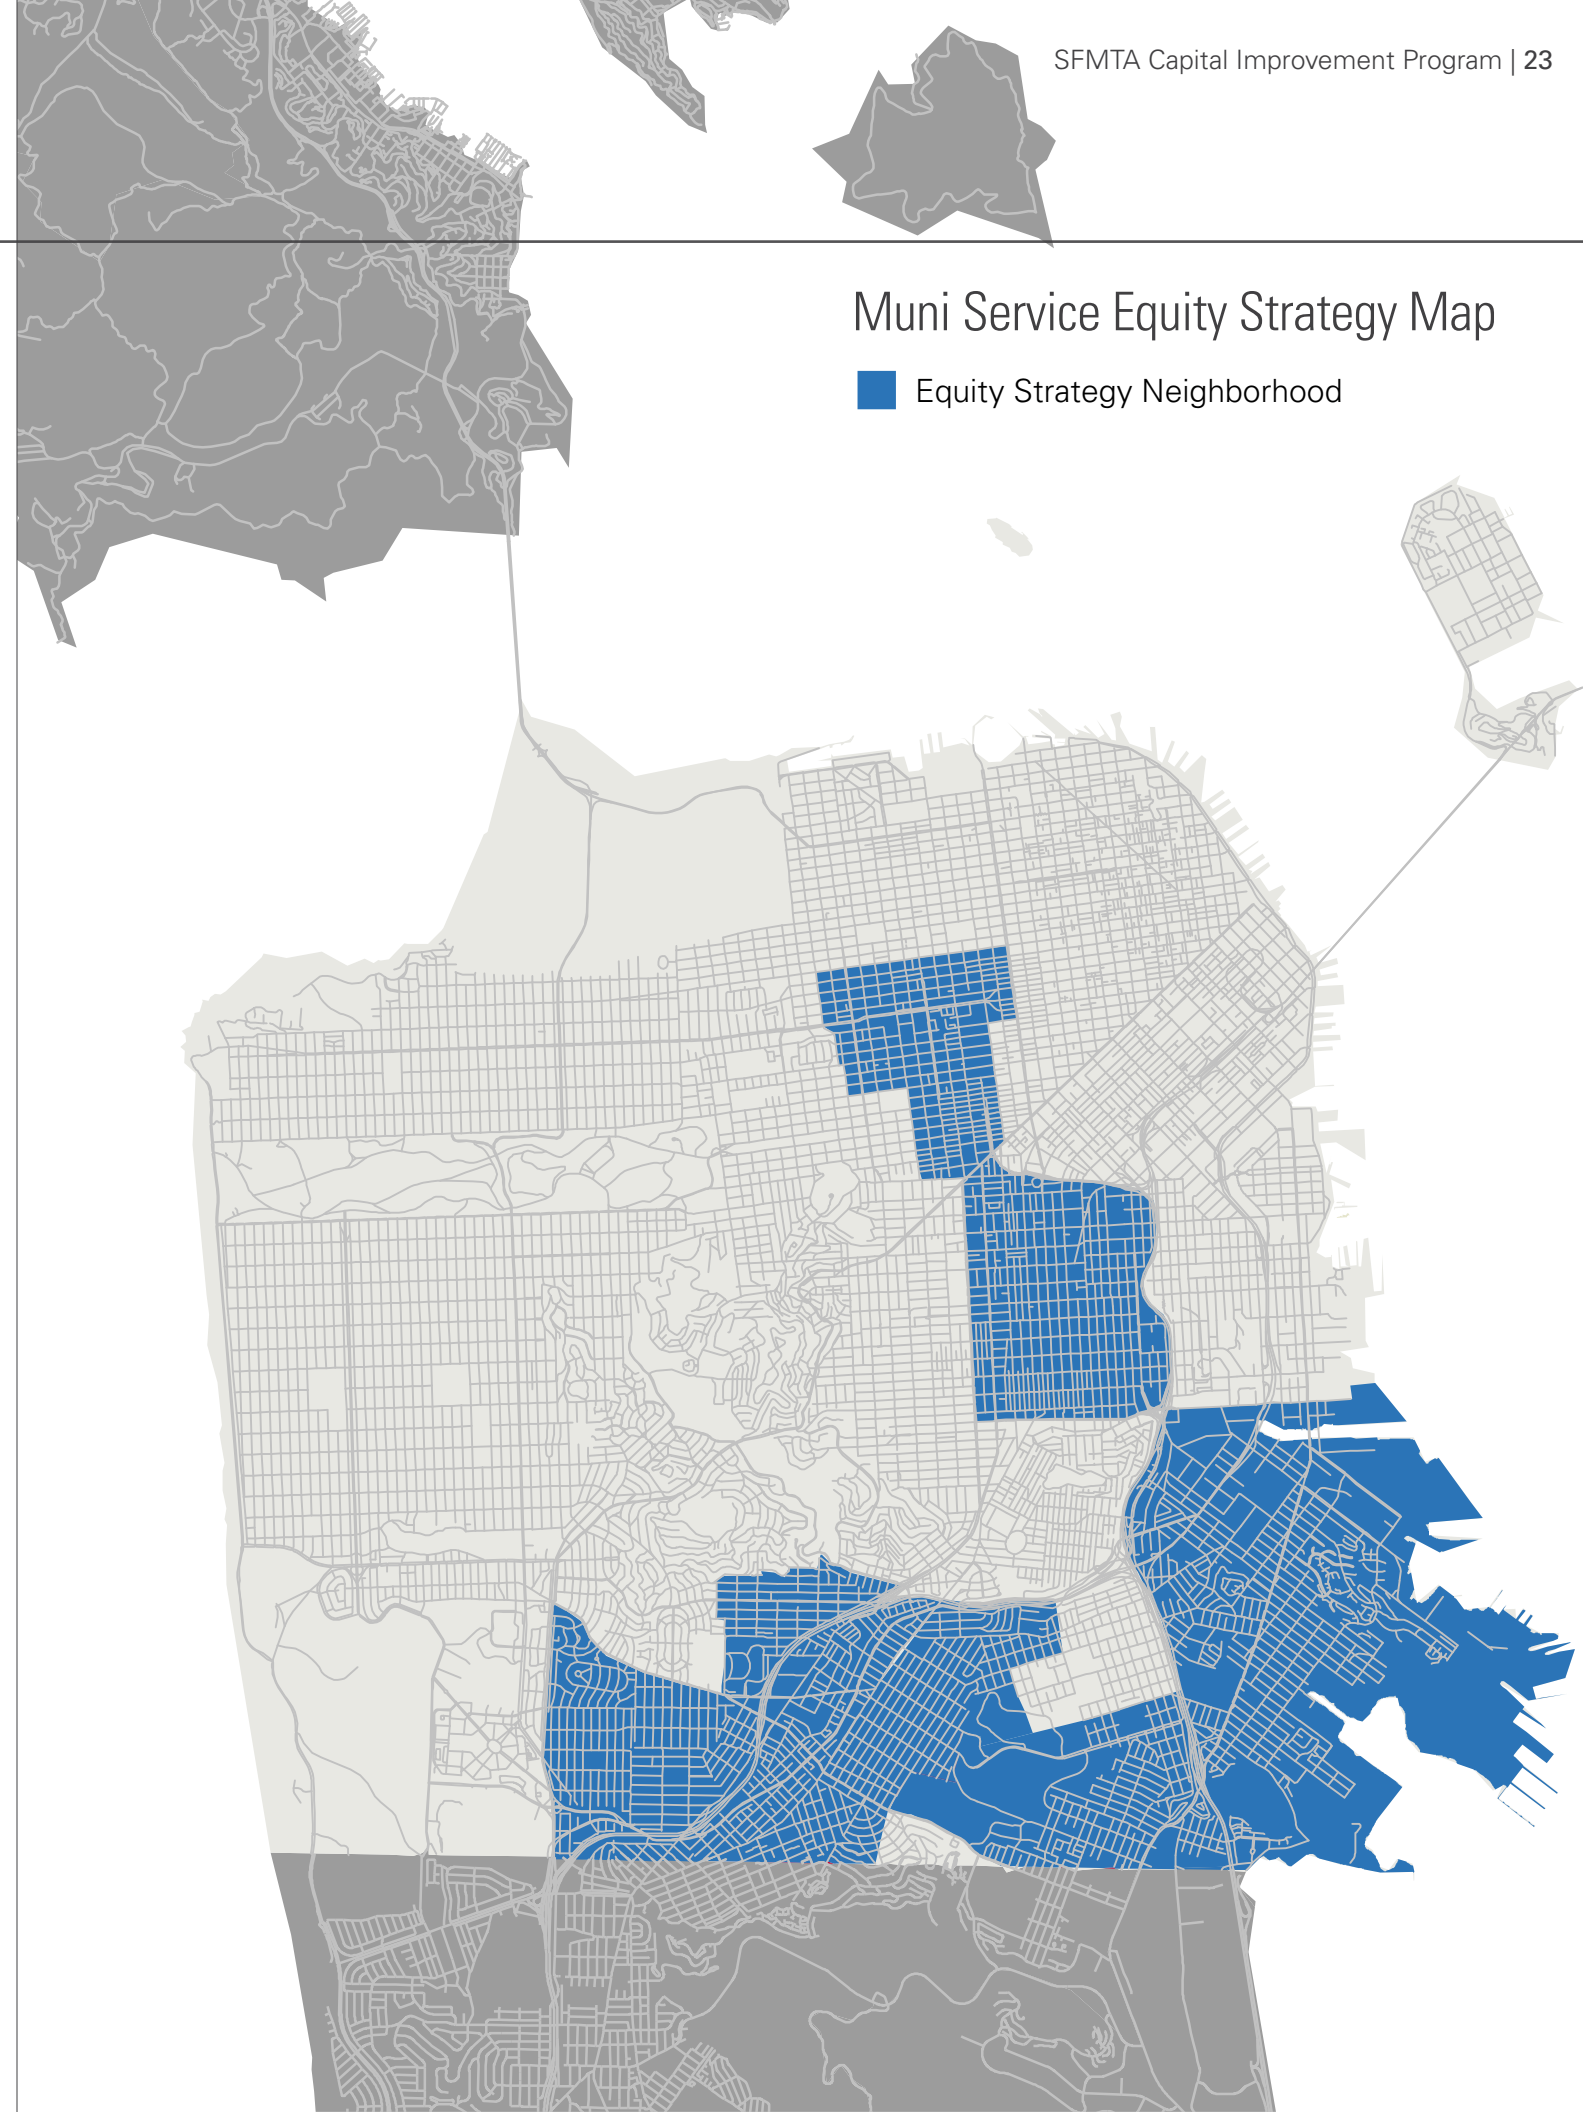 SFMTA Capital Improvement Program | 23
Muni Service Equity Strategy Map
Equity Strategy Neighborhood